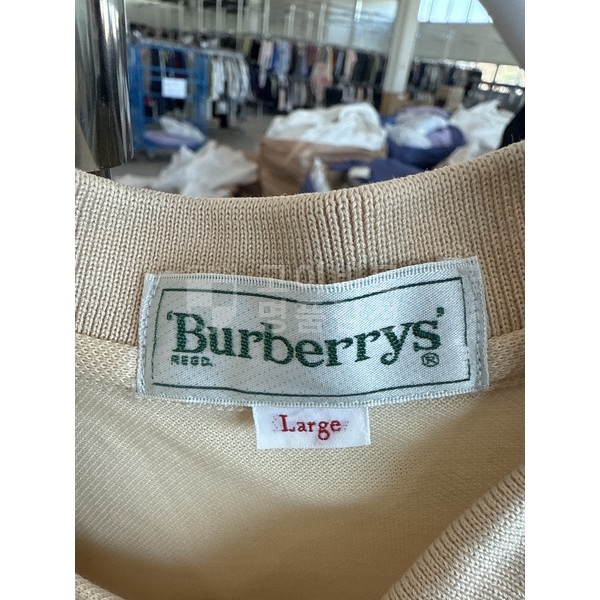 'Burberrys'
REGD. ®
Large